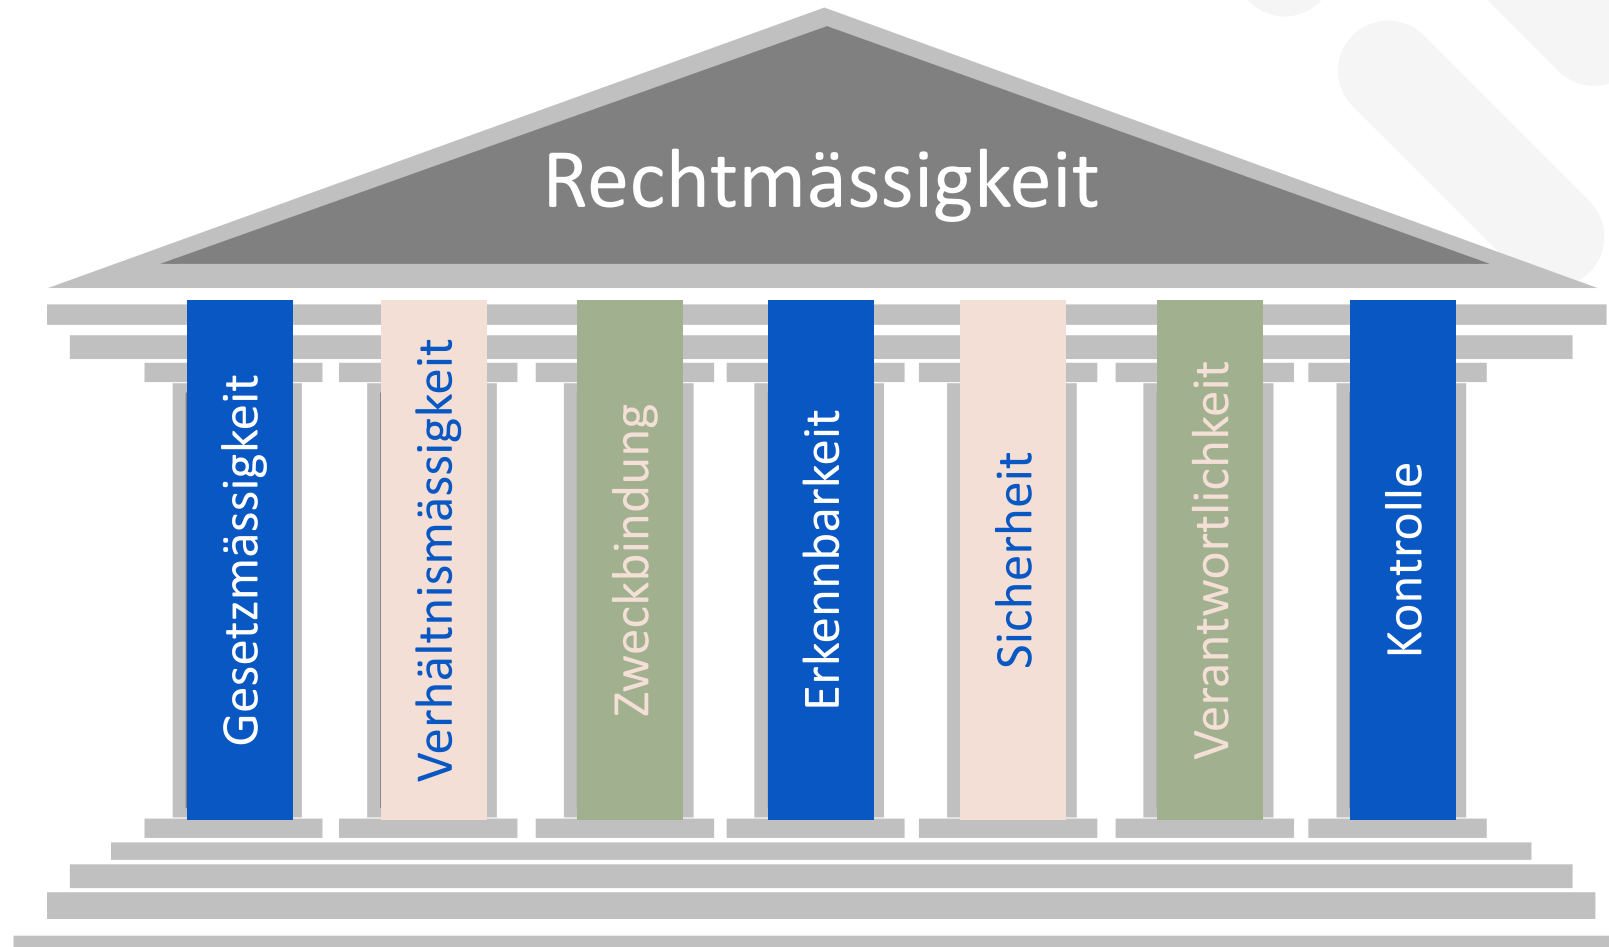 Rechtmässigkeit
Gesetzmässigkeit
Verhältnismässigkeit
Zweckbindung
Erkennbarkeit
Sicherheit
Verantwortlichkeit
Kontrolle